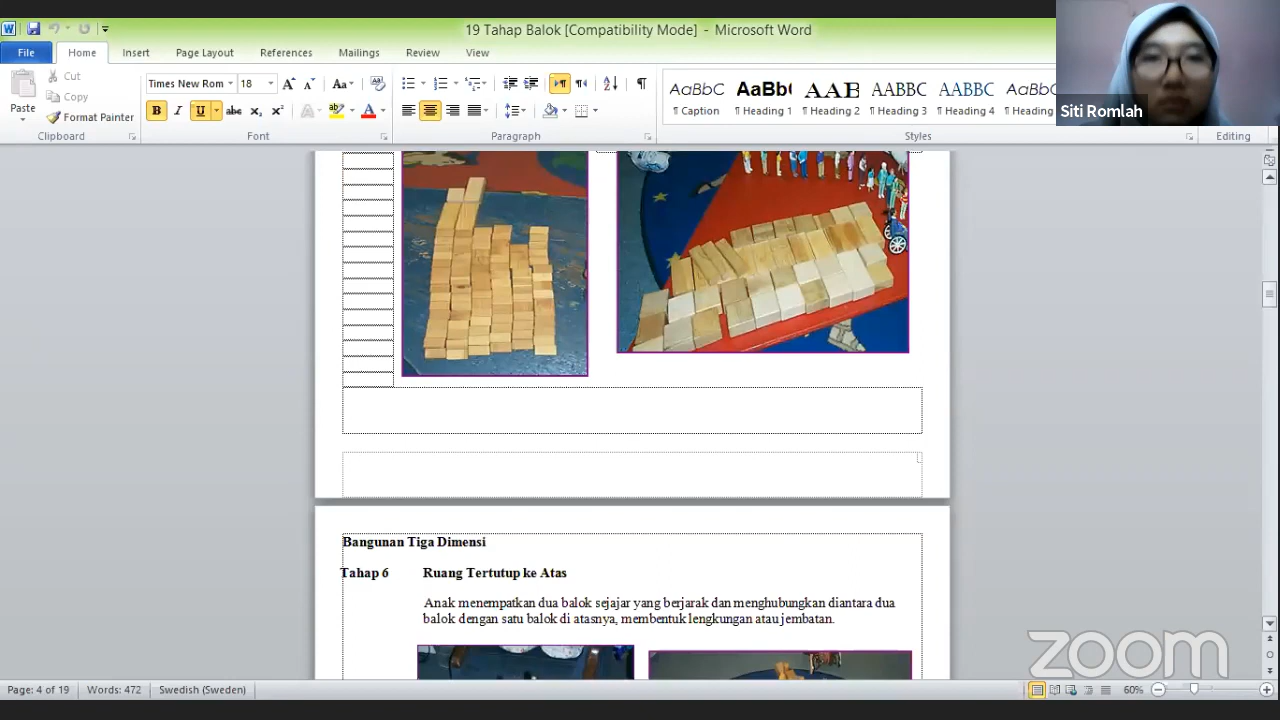 19 Tahap Balok [Compatibility Mode] - Microsoft Word
File Home Insert Page Layout References Mailings Review View
Siti Romlah
Paste
Cut
Copy
Format Painter
Times New Rom 18
AaBbC AaBb( AAB AABBC AABBC AaBbC
¶ Caption ¶ Heading 1 ¶ Heading 2 ¶ Heading 3 ¶ Heading 4 ¶ Heading
Clipboard Font Paragraph Styles Editing
Bangunan Tiga Dimensi
Tahap 6 Ruang Tertutup ke Atas
Anak menempatkan dua balok sejajar yang berjarak dan menghubungkan diantara dua
balok dengan satu balok di atasnya, membentuk lengkungan atau jembatan.
zoom
Page: 4 of 19 Words: 472 Swedish (Sweden) 60%